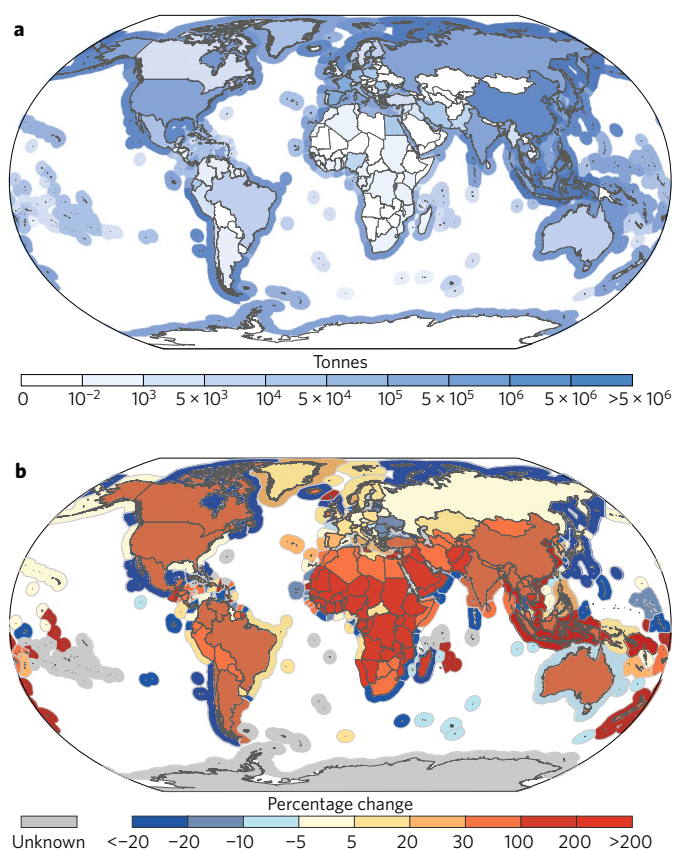 a
Tonnes
0 10⁻² 10³ 5 × 10³ 10⁴ 5 × 10⁴ 10⁵ 5 × 10⁵ 10⁶ 5 × 10⁶ >5 × 10⁶
b
Percentage change
Unknown <−20 −20 −10 −5 5 20 30 100 200 >200